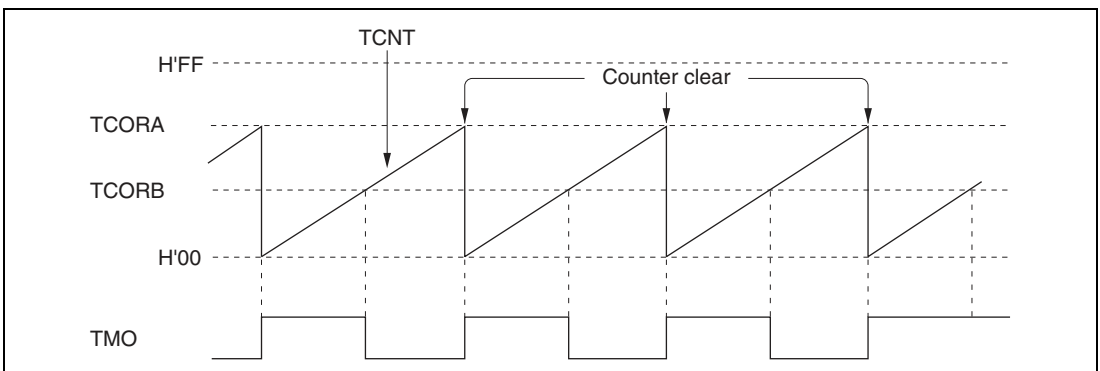 TCNT
H'FF
Counter clear
TCORA
TCORB
H'00
TMO